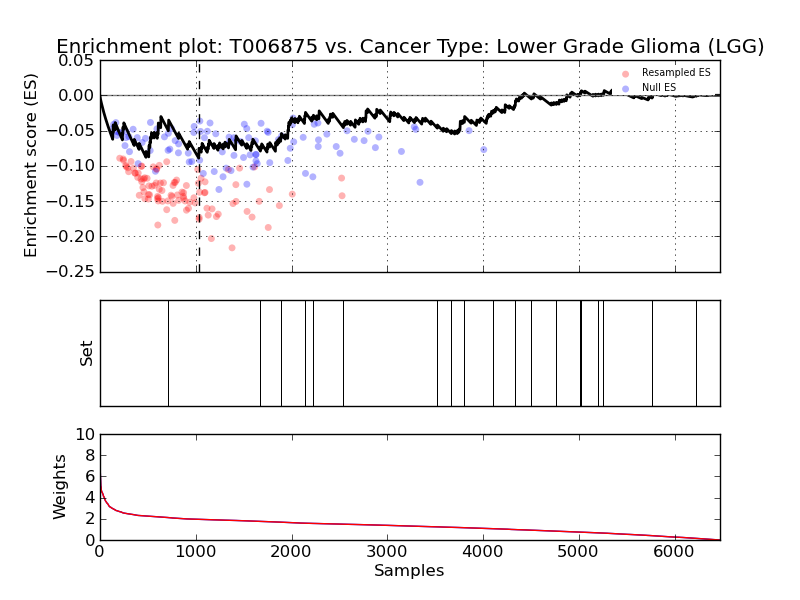 Enrichment plot: T006875 vs. Cancer Type: Lower Grade Glioma (LGG)
Enrichment score (ES)
0.05
0.00
−0.05
−0.10
−0.15
−0.20
−0.25
Resampled ES
Null ES
Set
Weights
10
8
6
4
2
0
0 1000 2000 3000 4000 5000 6000
Samples